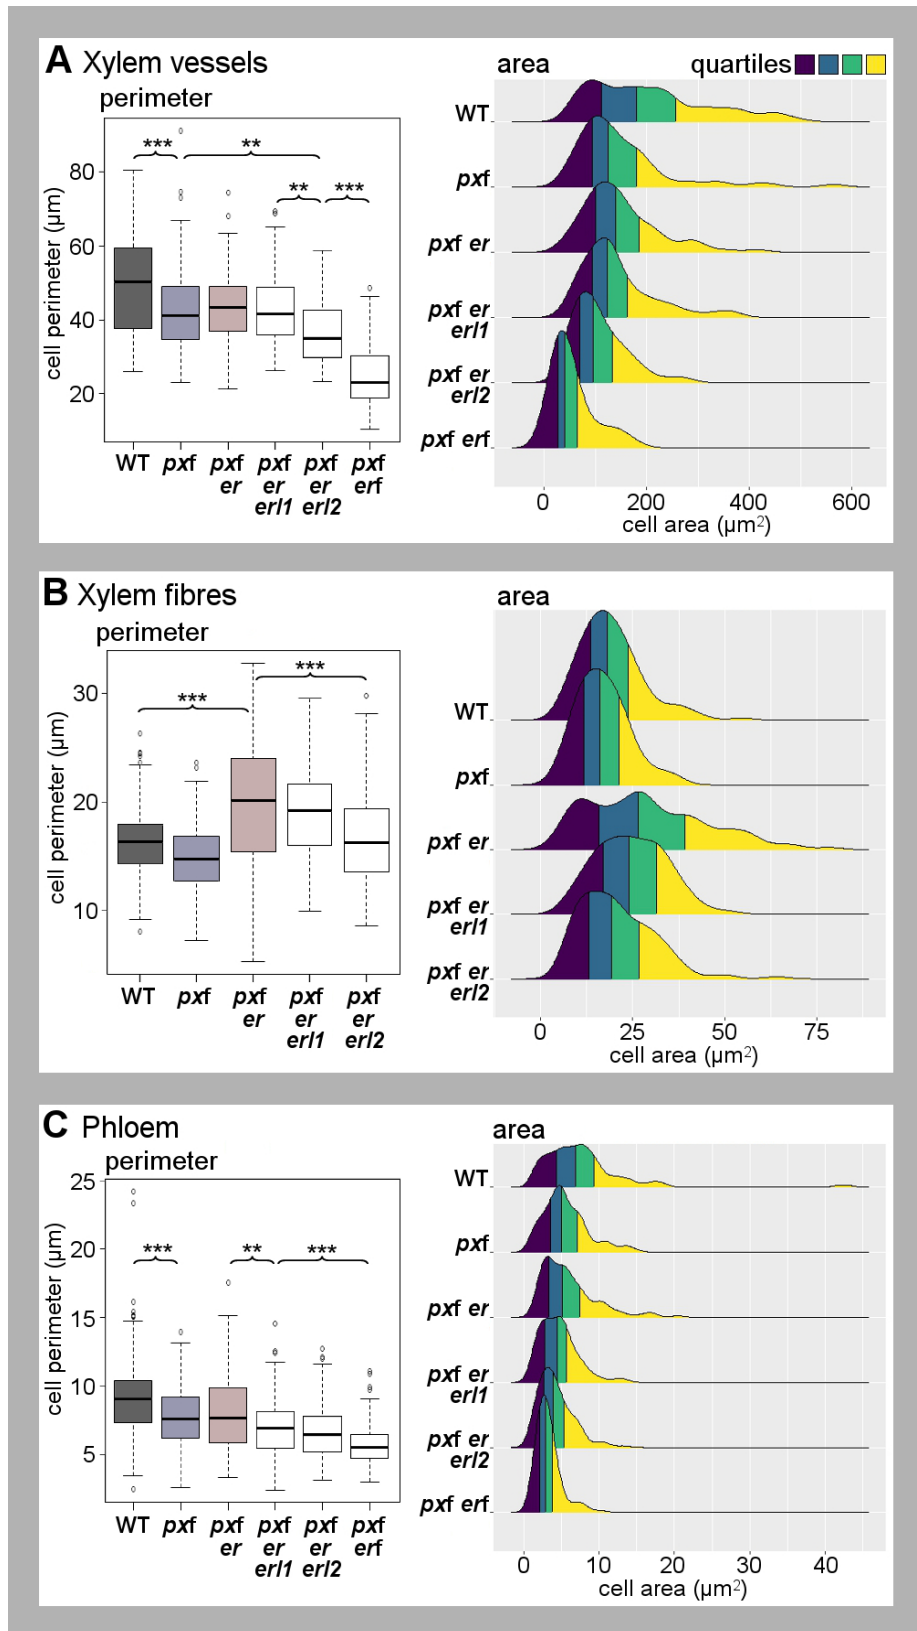 A Xylem vessels
perimeter
cell perimeter (µm)
80
60
40
20
*** ** ** ***
WT pxf pxf pxf pxf pxf
er er er erf
erl1 erl2
area
quartiles
WT
pxf
pxf er
pxf er
erl1
pxf er
erl2
pxf erf
0 200 400 600
cell area (µm²)
B Xylem fibres
perimeter
cell perimeter (µm)
30
20
10
*** ***
WT pxf pxf pxf pxf
er er er
erl1 erl2
area
WT
pxf
pxf er
pxf er
erl1
pxf er
erl2
0 25 50 75
cell area (µm²)
C Phloem
perimeter
cell perimeter (µm)
25
20
15
10
5
*** ** ***
WT pxf pxf pxf pxf pxf
er er er erf
erl1 erl2
area
WT
pxf
pxf er
pxf er
erl1
pxf er
erl2
pxf erf
0 10 20 30 40
cell area (µm²)